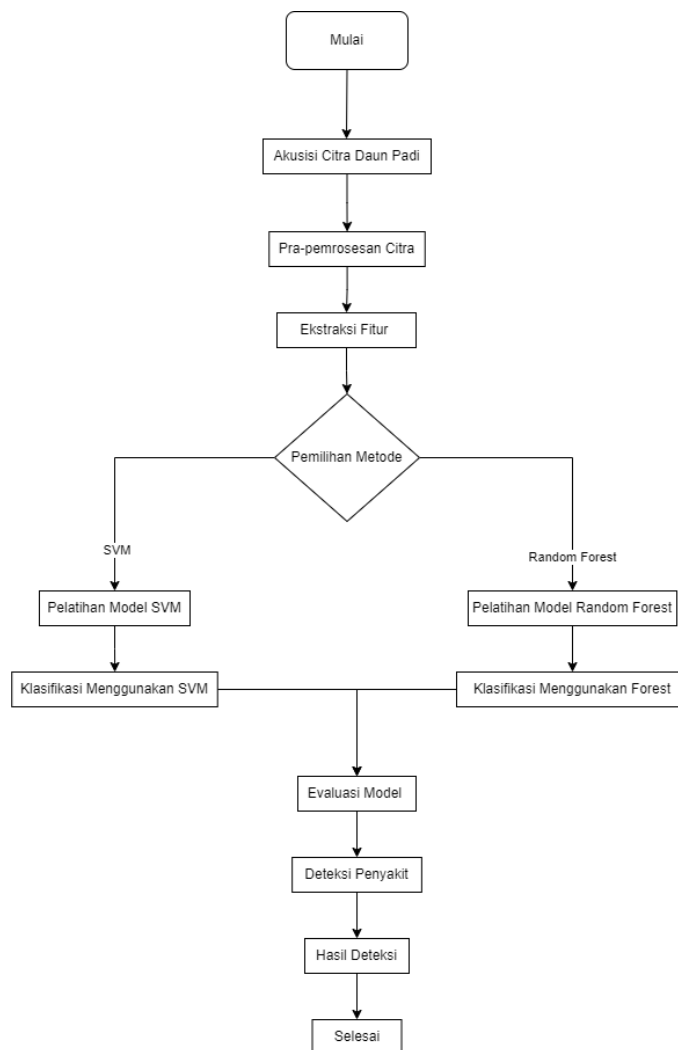 Mulai
Akusisi Citra Daun Padi
Pra-pemrosesan Citra
Ekstraksi Fitur
Pemilihan Metode
SVM
Random Forest
Pelatihan Model SVM
Pelatihan Model Random Forest
Klasifikasi Menggunakan SVM
Klasifikasi Menggunakan Forest
Evaluasi Model
Deteksi Penyakit
Hasil Deteksi
Selesai